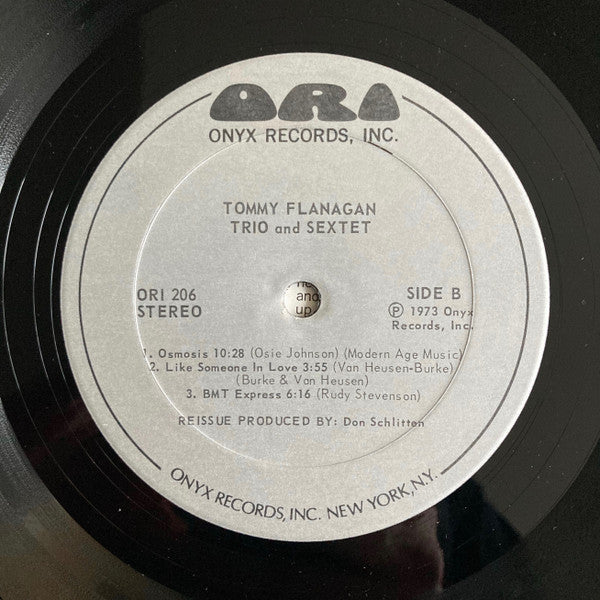 ORI
ONYX RECORDS, INC.
TOMMY FLANAGAN
TRIO and SEXTET
ORI 206
STEREO
and
up
SIDE B
Ⓟ 1973 Onyx
Records, Inc.
1. Osmosis 10:28 (Osie Johnson) (Modern Age Music)
2. Like Someone In Love 3:55 (Van Heusen-Burke)
(Burke & Van Heusen)
3. BMT Express 6:16 (Rudy Stevenson)
REISSUE PRODUCED BY: Don Schlitten
ONYX RECORDS, INC. NEW YORK, N.Y.